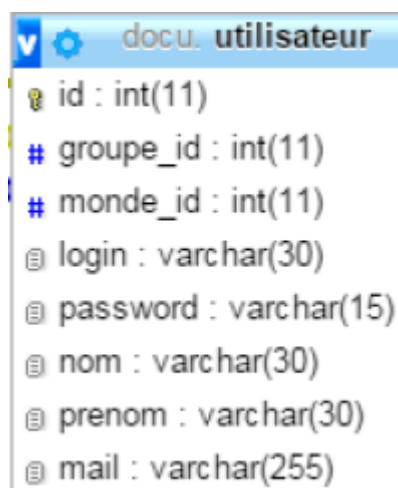 v docu. utilisateur
id : int(11)
# groupe_id : int(11)
# monde_id : int(11)
login : varchar(30)
password : varchar(15)
nom : varchar(30)
prenom : varchar(30)
mail : varchar(255)